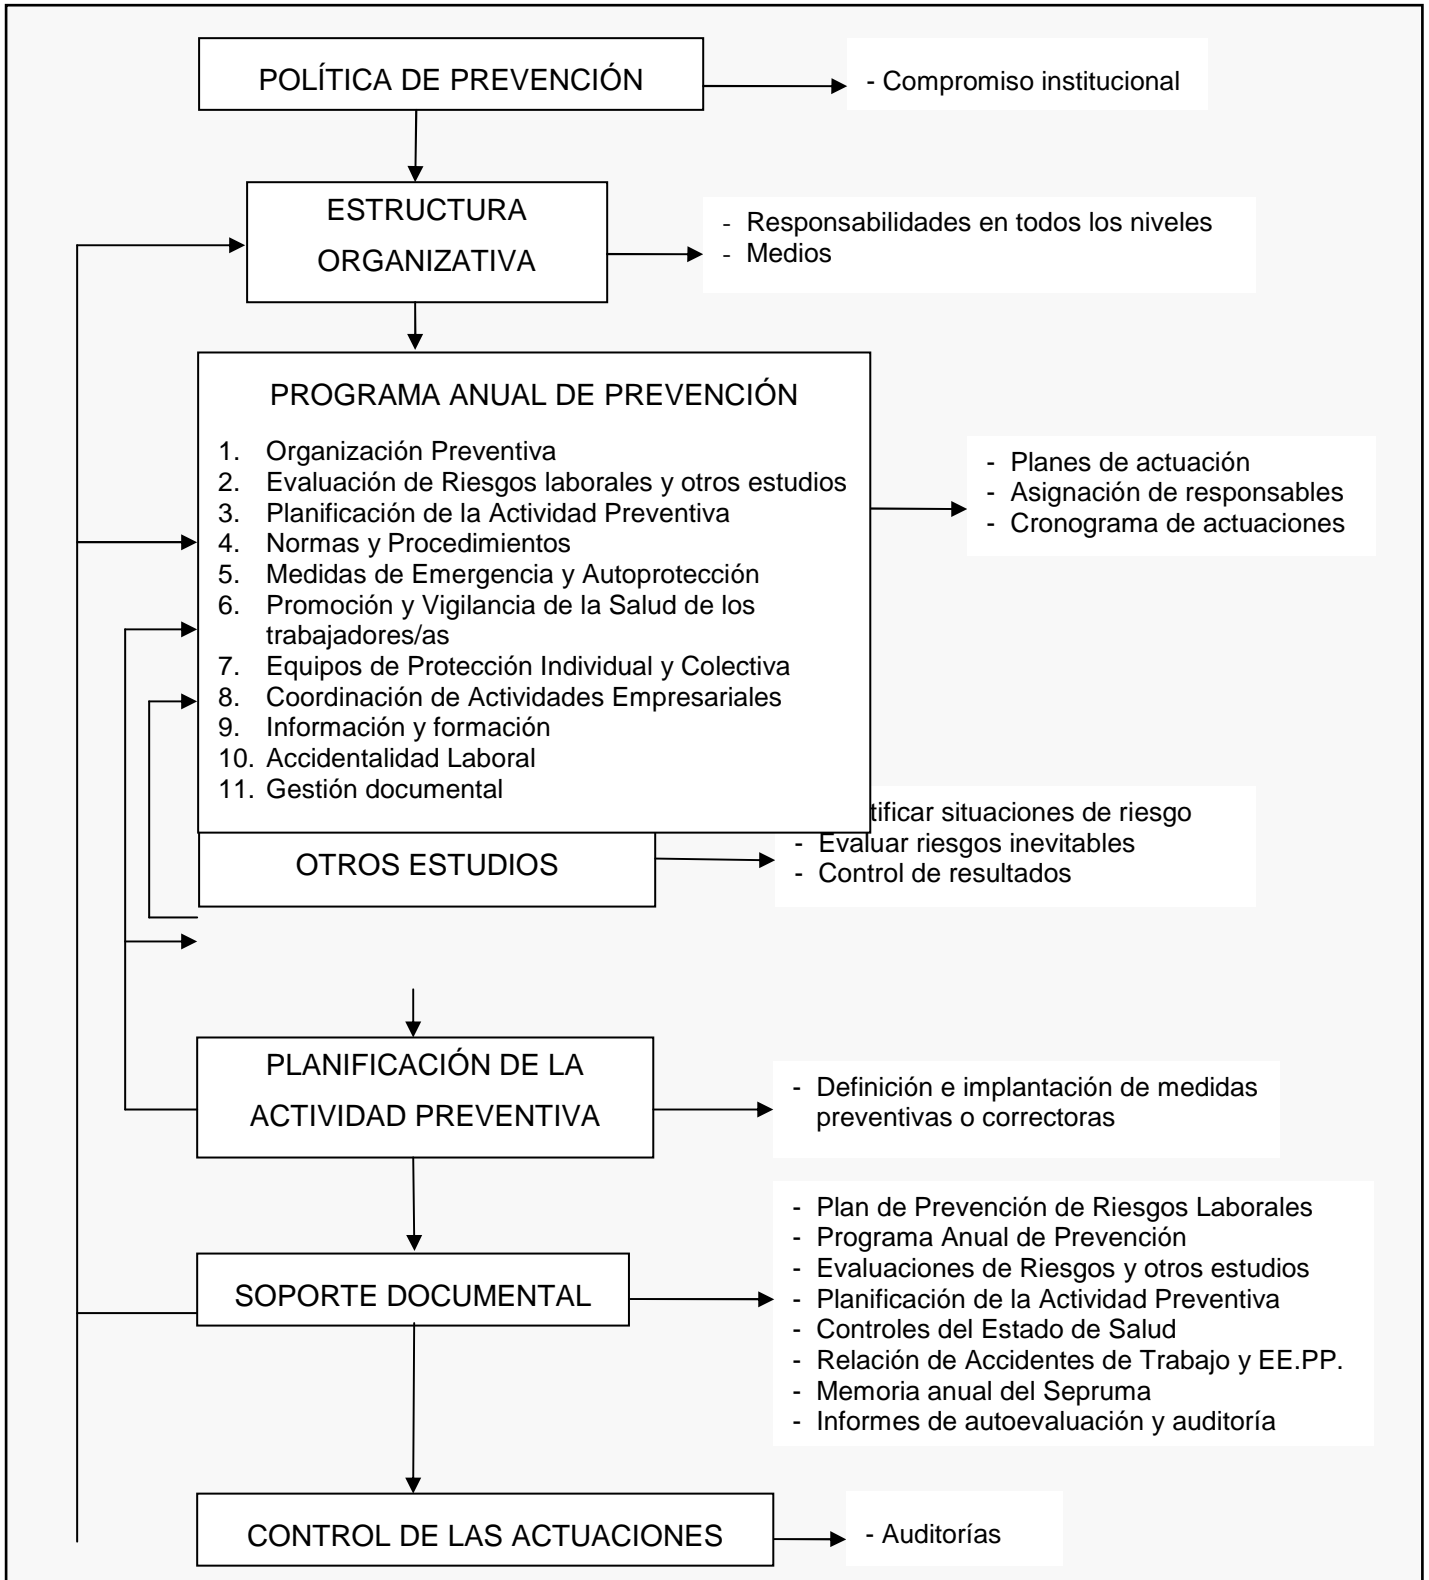 POLÍTICA DE PREVENCIÓN
- Compromiso institucional
ESTRUCTURA
ORGANIZATIVA
- Responsabilidades en todos los niveles
- Medios
PROGRAMA ANUAL DE PREVENCIÓN
1. Organización Preventiva
2. Evaluación de Riesgos laborales y otros estudios
3. Planificación de la Actividad Preventiva
4. Normas y Procedimientos
5. Medidas de Emergencia y Autoprotección
6. Promoción y Vigilancia de la Salud de los
trabajadores/as
7. Equipos de Protección Individual y Colectiva
8. Coordinación de Actividades Empresariales
9. Información y formación
10. Accidentalidad Laboral
11. Gestión documental
- Planes de actuación
- Asignación de responsables
- Cronograma de actuaciones
OTROS ESTUDIOS
situaciones de riesgo
- Evaluar riesgos inevitables
- Control de resultados
PLANIFICACIÓN DE LA
ACTIVIDAD PREVENTIVA
- Definición e implantación de medidas
preventivas o correctoras
SOPORTE DOCUMENTAL
- Plan de Prevención de Riesgos Laborales
- Programa Anual de Prevención
- Evaluaciones de Riesgos y otros estudios
- Planificación de la Actividad Preventiva
- Controles del Estado de Salud
- Relación de Accidentes de Trabajo y EE.PP.
- Memoria anual del Sepruma
- Informes de autoevaluación y auditoría
CONTROL DE LAS ACTUACIONES
- Auditorías